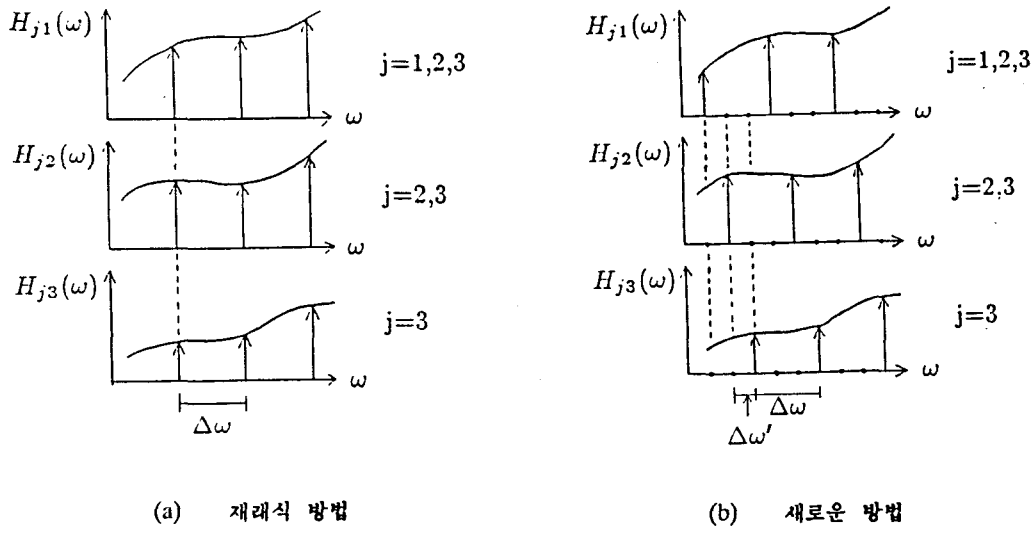 H_{j1}(ω)
j=1,2,3
ω
H_{j2}(ω)
j=2,3
ω
H_{j3}(ω)
j=3
ω
Δω
(a) 재래식 방법
H_{j1}(ω)
j=1,2,3
ω
H_{j2}(ω)
j=2,3
ω
H_{j3}(ω)
j=3
ω
Δω
Δω'
(b) 새로운 방법